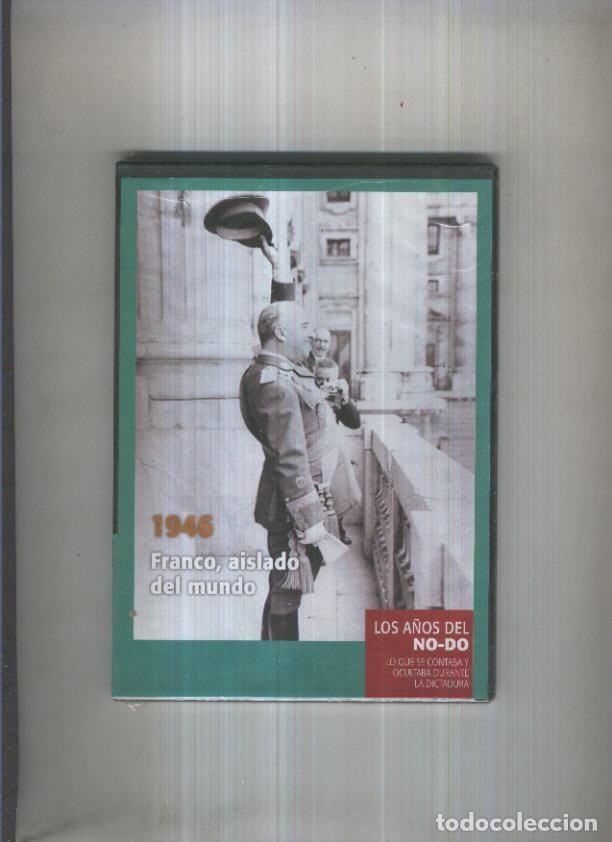 1946
Franco, aislado
del mundo
LOS AÑOS DEL
NO-DO
LO QUE SE CONTABA Y
OCULTABA DURANTE
LA DICTADURA
todocoleccion